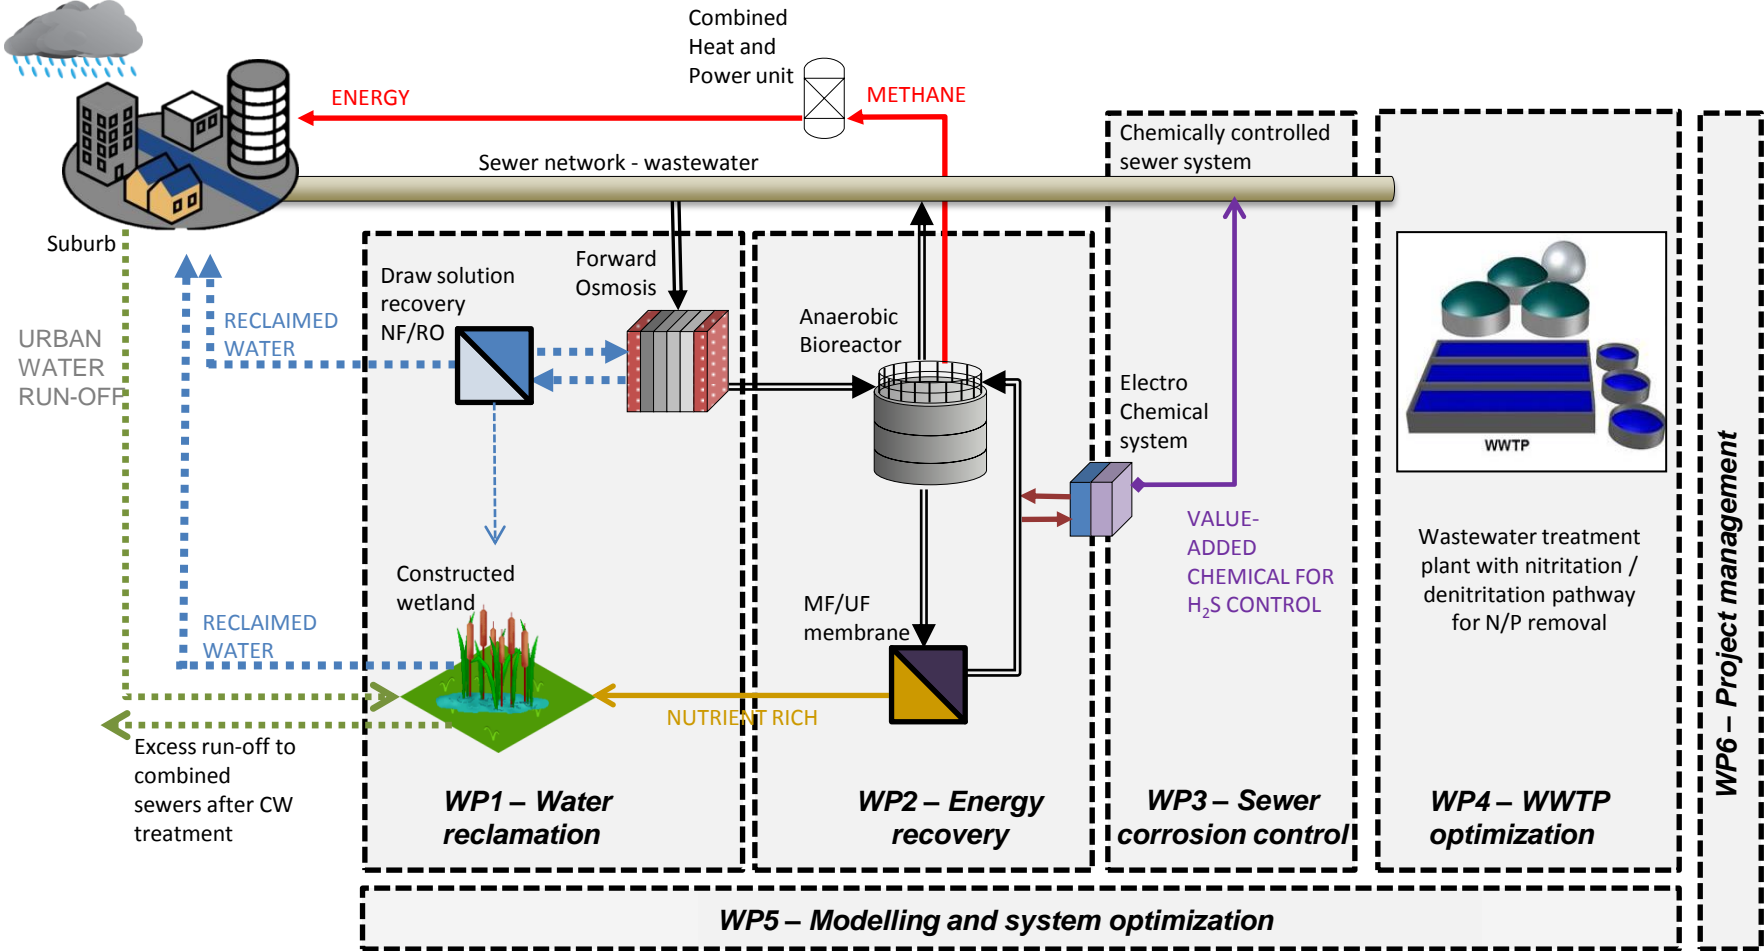 Combined
Heat and
Power unit
ENERGY
METHANE
Chemically controlled
sewer system
Sewer network - wastewater
Suburb
Draw solution
recovery
NF/RO
Forward
Osmosis
RECLAIMED
WATER
URBAN
WATER
RUN-OFF
Anaerobic
Bioreactor
Electro
Chemical
system
WWTP
VALUE-
ADDED
CHEMICAL FOR
H₂S CONTROL
Wastewater treatment
plant with nitritation /
denitritation pathway
for N/P removal
Constructed
wetland
MF/UF
membrane
RECLAIMED
WATER
NUTRIENT RICH
Excess run-off to
combined
sewers after CW
treatment
WP1 – Water
reclamation
WP2 – Energy
recovery
WP3 – Sewer
corrosion control
WP4 – WWTP
optimization
WP5 – Modelling and system optimization
WP6 – Project management